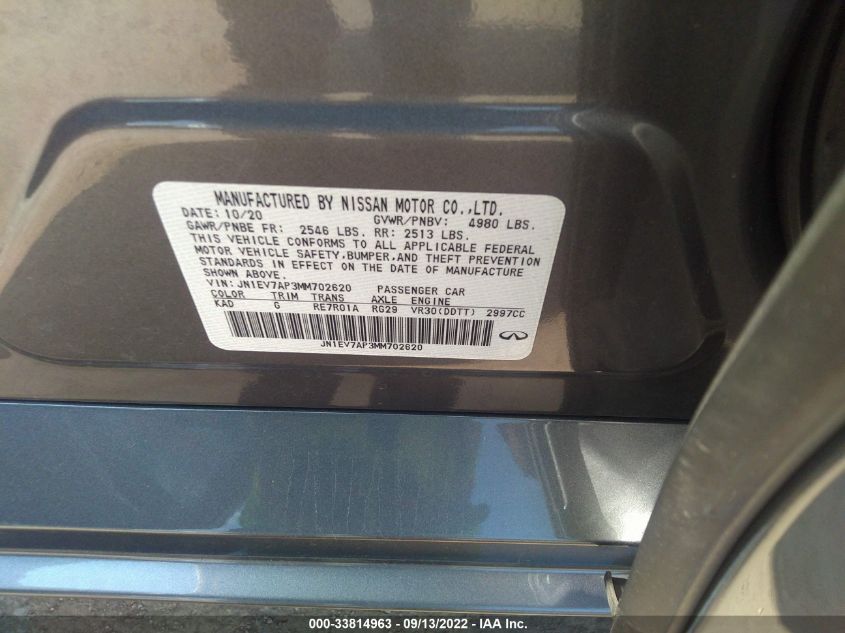 MANUFACTURED BY NISSAN MOTOR CO.,LTD.
DATE: 10/20 GVWR/PNBV: 4980 LBS.
GAWR/PNBE FR: 2546 LBS. RR: 2513 LBS.
THIS VEHICLE CONFORMS TO ALL APPLICABLE FEDERAL
MOTOR VEHICLE SAFETY,BUMPER,AND THEFT PREVENTION
STANDARDS IN EFFECT ON THE DATE OF MANUFACTURE
SHOWN ABOVE.
VIN: JN1EV7AP3MM702620 PASSENGER CAR
COLOR TRIM TRANS AXLE ENGINE
KAD G RE7R01A RG29 VR30(DDTT) 2997CC
JN1EV7AP3MM702620
000-33814963 - 09/13/2022 - IAA Inc.